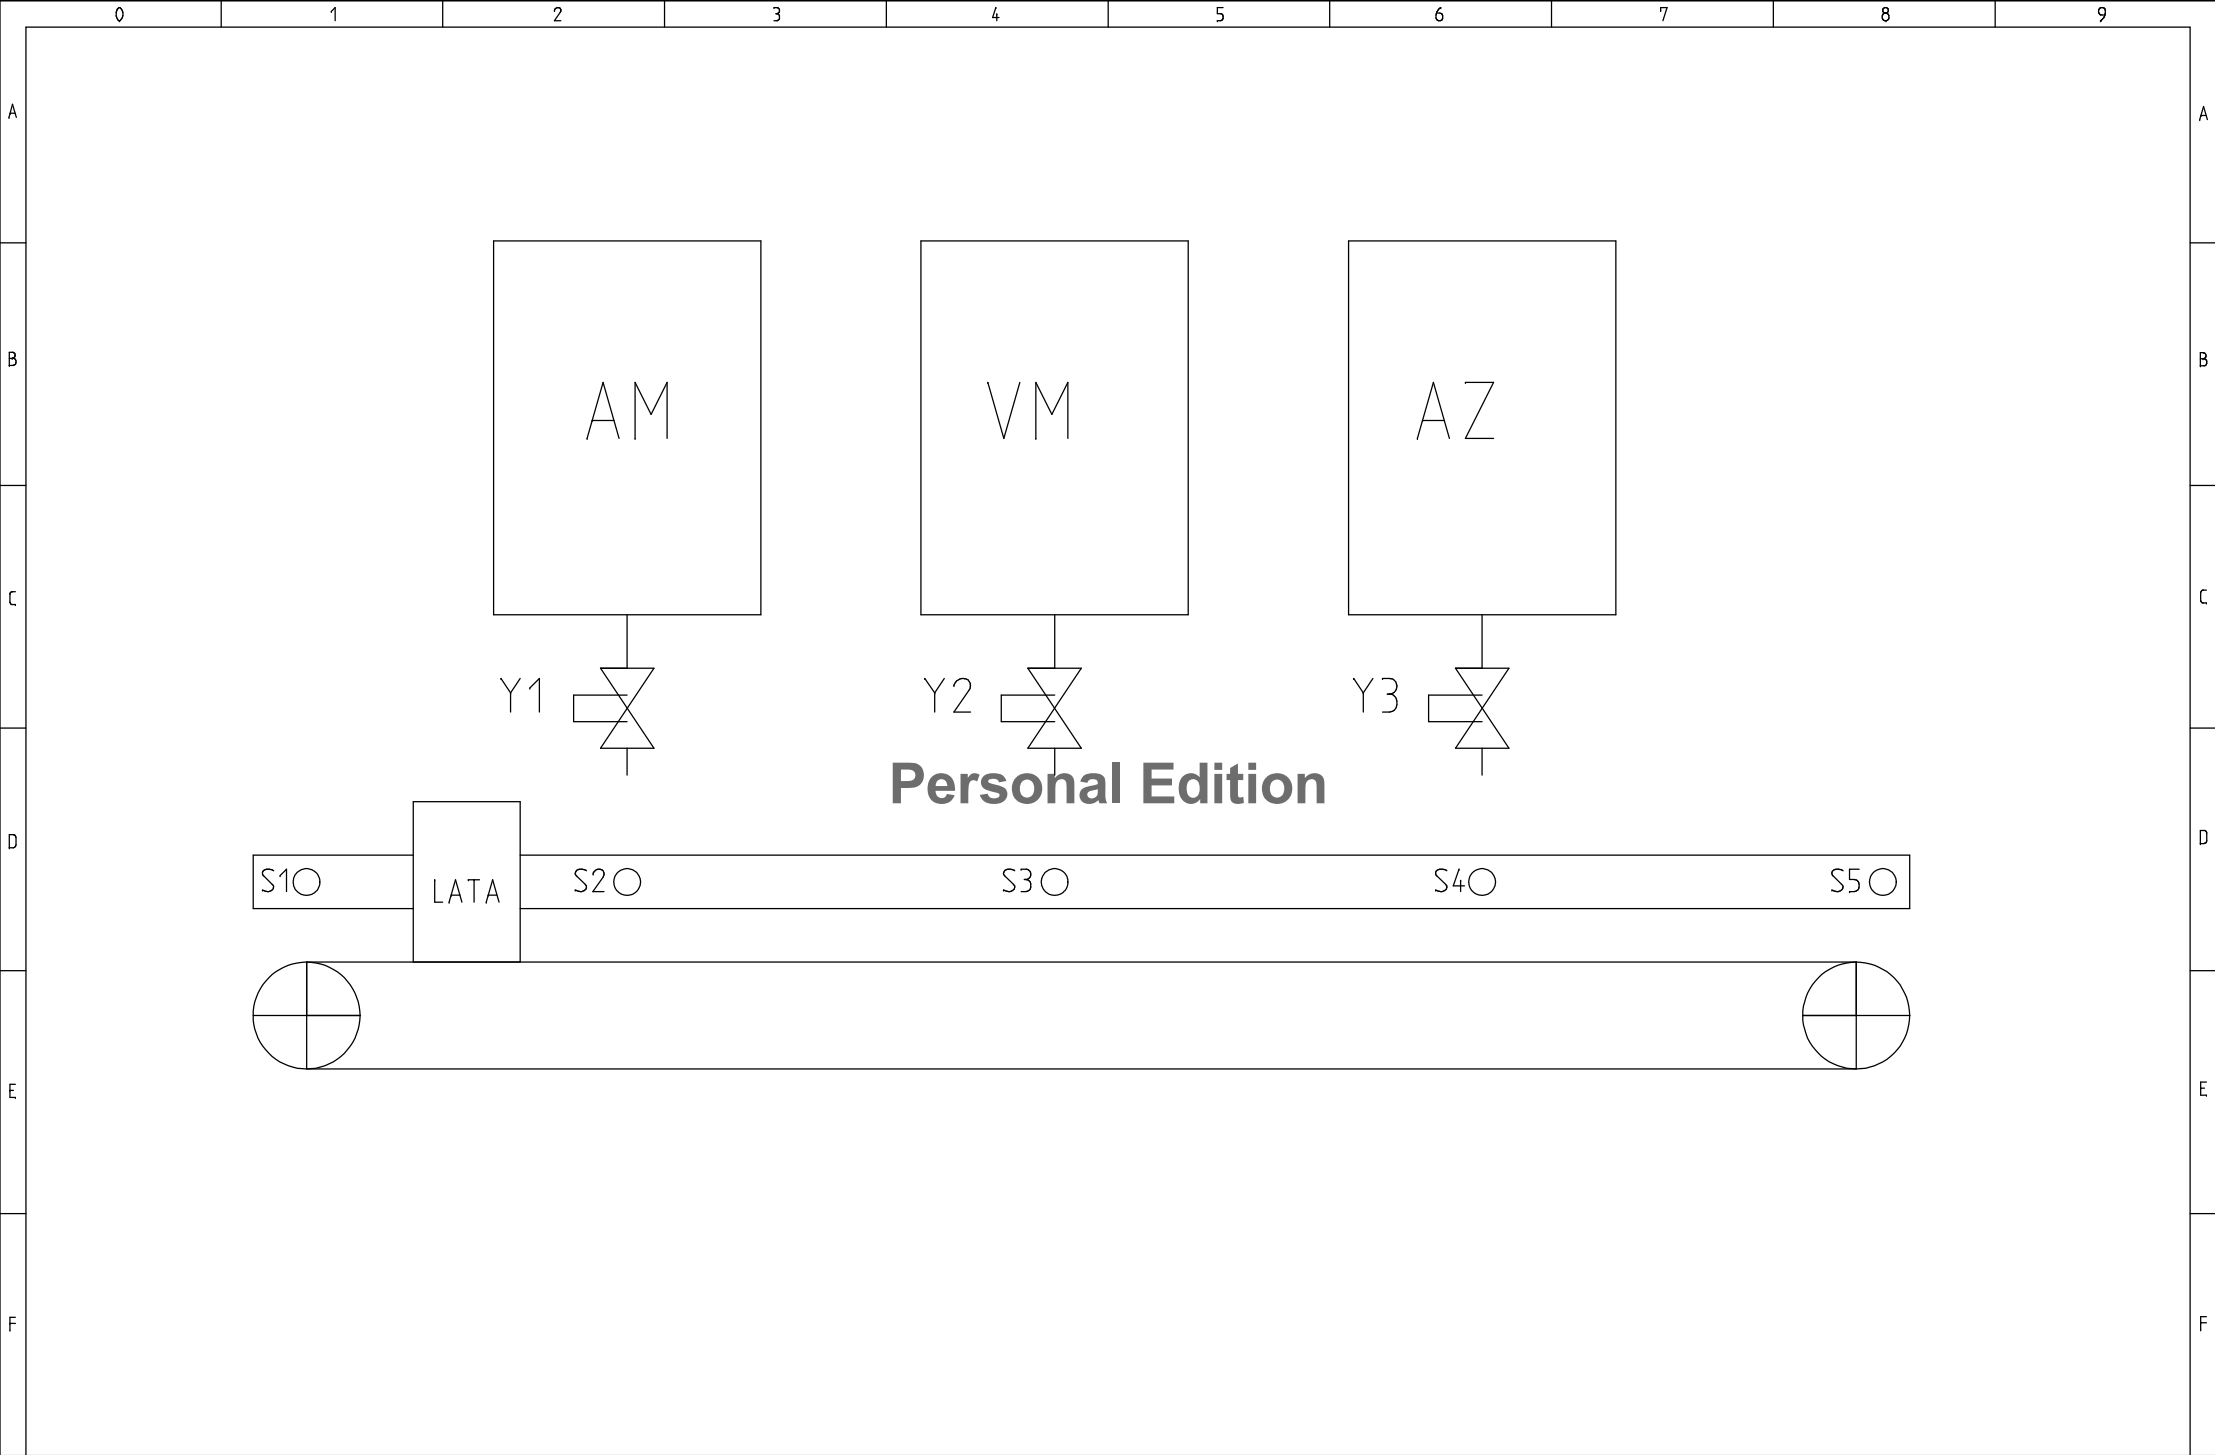 0 1 2 3 4 5 6 7 8 9
A A
B B
AM VM AZ
C C
Y1 Y2 Y3
Personal Edition
D D
S1 LATA S2 S3 S4 S5
E E
F F